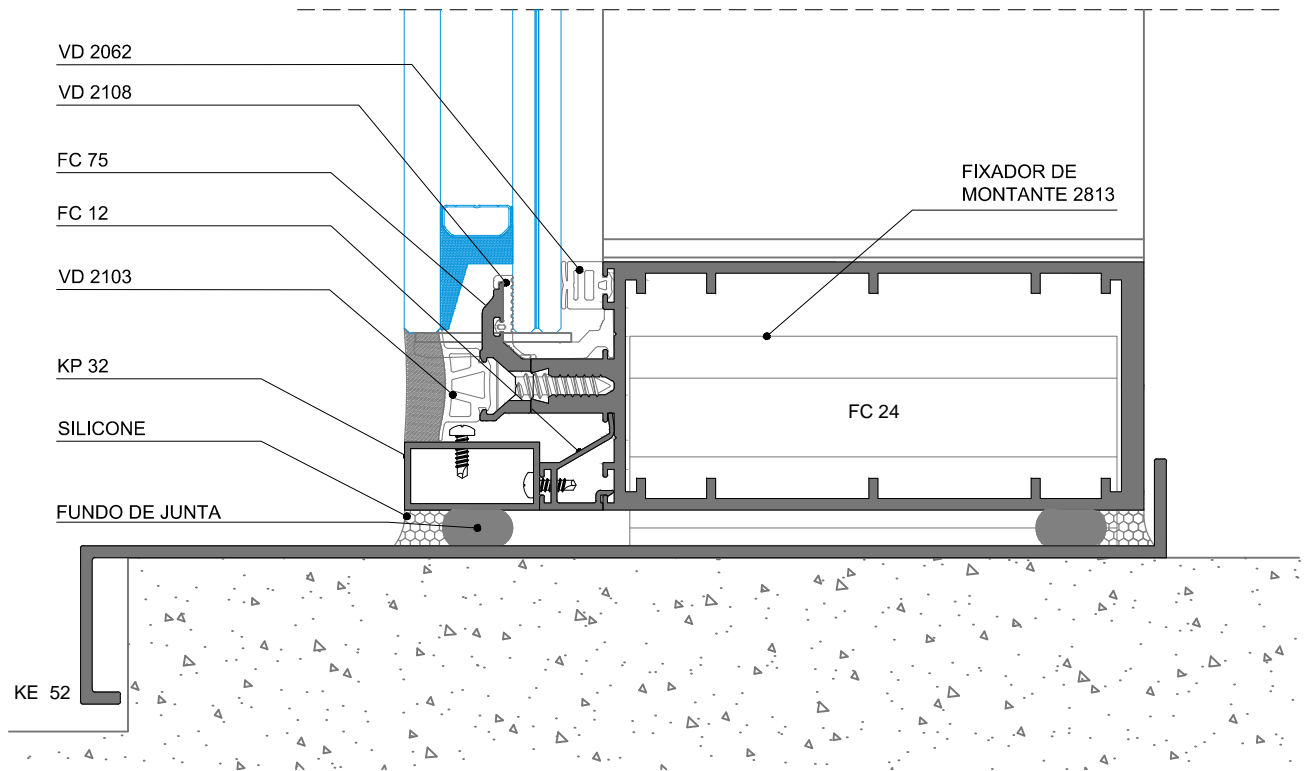 VD 2062
VD 2108
FC 75
FC 12
VD 2103
KP 32
SILICONE
FUNDO DE JUNTA
KE 52
FIXADOR DE
MONTANTE 2813
FC 24